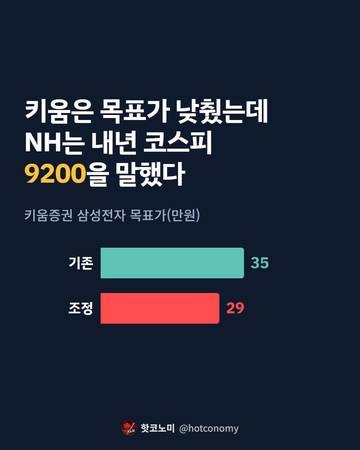 키움은 목표가 낮췄는데
NH는 내년 코스피
9200을 말했다
키움증권 삼성전자 목표가(만원)
기존 35
조정 29
핫코노미 @hotconomy